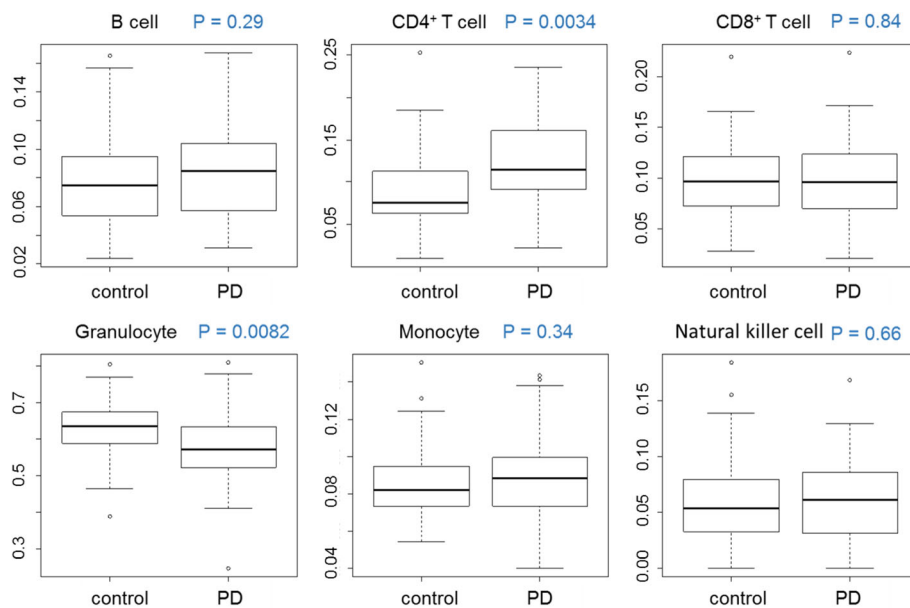 B cell P = 0.29
0.02 0.06 0.10 0.14
control PD
CD4⁺ T cell P = 0.0034
0.05 0.15 0.25
control PD
CD8⁺ T cell P = 0.84
0.05 0.10 0.15 0.20
control PD
Granulocyte P = 0.0082
0.3 0.5 0.7
control PD
Monocyte P = 0.34
0.04 0.08 0.12
control PD
Natural killer cell P = 0.66
0.00 0.05 0.10 0.15
control PD